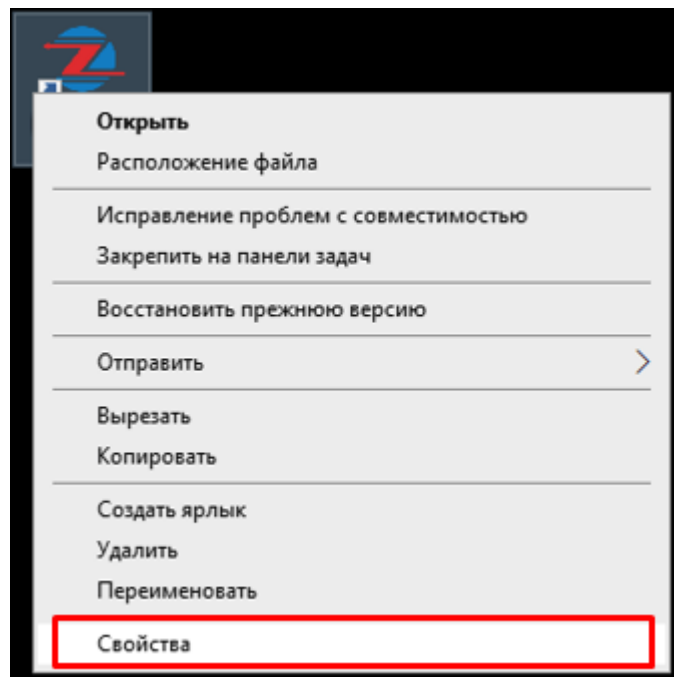 Открыть
Расположение файла
Исправление проблем с совместимостью
Закрепить на панели задач
Восстановить прежнюю версию
Отправить
Вырезать
Копировать
Создать ярлык
Удалить
Переименовать
Свойства